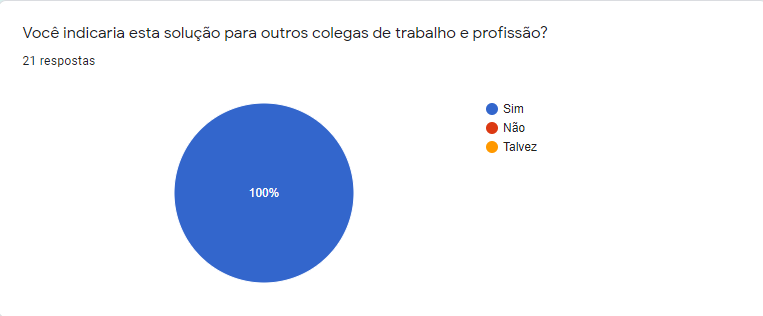 Você indicaria esta solução para outros colegas de trabalho e profissão?
21 respostas
100%
Sim
Não
Talvez